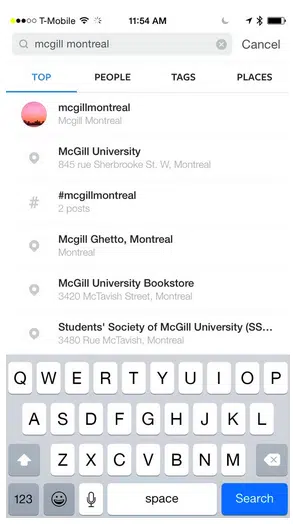 T-Mobile 11:54 AM
mcgill montreal Cancel
TOP PEOPLE TAGS PLACES
mcgillmontreal
Mcgill Montreal
McGill University
845 rue Sherbrooke St. W, Montreal
# #mcgillmontreal
2 posts
Mcgill Ghetto, Montreal
Montreal
McGill University Bookstore
3420 McTavish Street, Montreal
Students' Society of McGill University (SS...
3480 Rue McTavish, Montreal
Q W E R T Y U I O P
A S D F G H J K L
Z X C V B N M
123 space Search